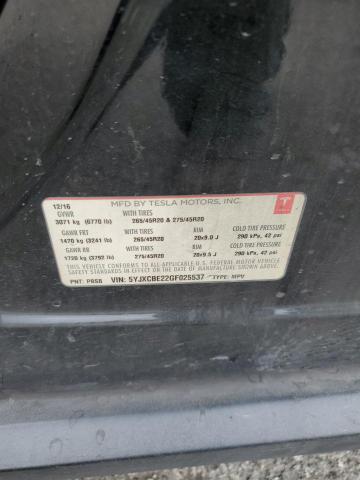 12/16 MFD BY TESLA MOTORS, INC.
GVWR WITH TIRES
3071 kg (6770 lb) 265/45R20 & 275/45R20
GAWR FRT WITH TIRES RIM COLD TIRE PRESSURE
1470 kg (3241 lb) 265/45R20 20x9.0 J 290 kPa, 42 psi
GAWR RR WITH TIRES RIM COLD TIRE PRESSURE
1720 kg (3792 lb) 275/45R20 20x9.5 J 290 kPa, 42 psi
THIS VEHICLE CONFORMS TO ALL APPLICABLE U.S. FEDERAL MOTOR VEHICLE
SAFETY STANDARDS IN EFFECT ON THE DATE OF MANUFACTURE SHOWN ABOVE.
PNT: PBSB VIN: 5YJXCBE22GF025537 TYPE: MPV